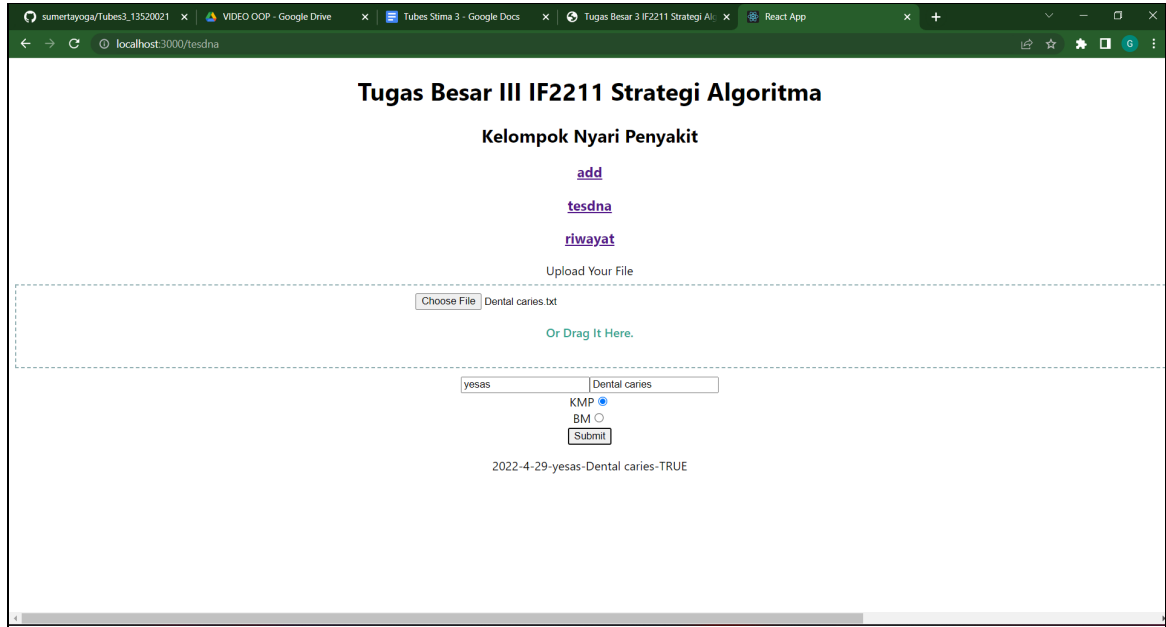 sumertayoga/Tubes3_13520021
VIDEO OOP - Google Drive
Tubes Stima 3 - Google Docs
Tugas Besar 3 IF2211 Strategi Alg
React App
localhost:3000/tesdna
G
Tugas Besar III IF2211 Strategi Algoritma
Kelompok Nyari Penyakit
add
tesdna
riwayat
Upload Your File
Choose File Dental caries.txt
Or Drag It Here.
yesas Dental caries
KMP
BM
Submit
2022-4-29-yesas-Dental caries-TRUE